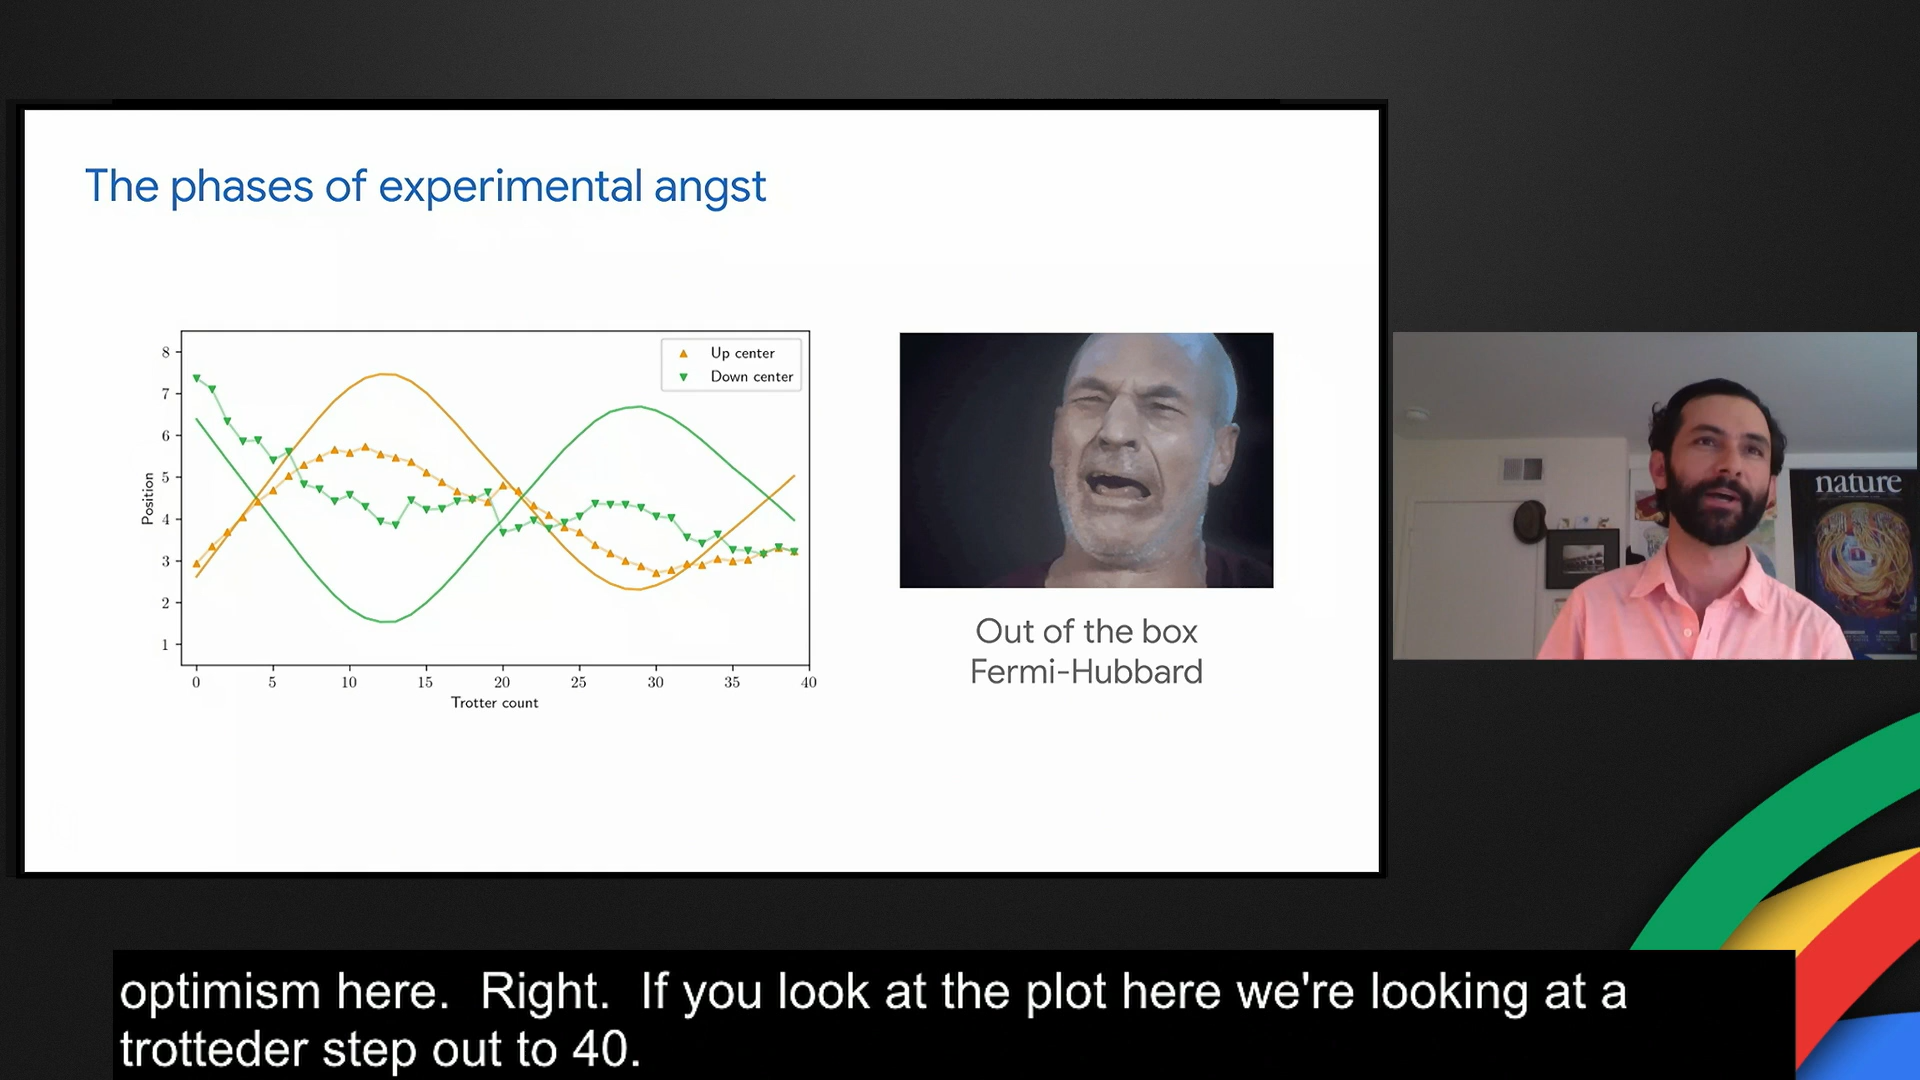 The phases of experimental angst
8
7
6
5
4
3
2
1
Position
Up center
Down center
0 5 10 15 20 25 30 35 40
Trotter count
Out of the box
Fermi-Hubbard
nature
optimism here. Right. If you look at the plot here we're looking at a
trotteder step out to 40.